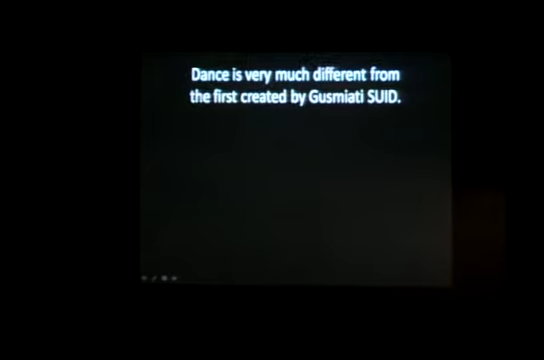 Dance is very much different from
the first created by Gusmiati SUID.